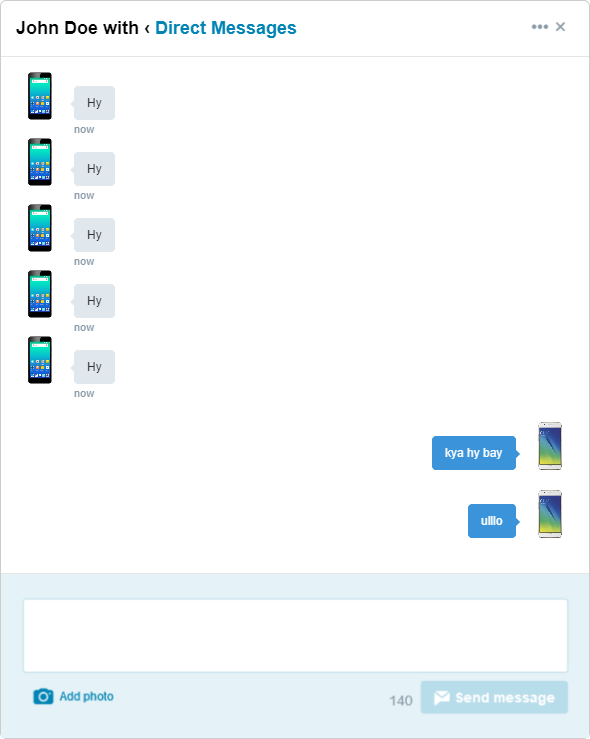 John Doe with ‹ Direct Messages
Hy
now
Hy
now
Hy
now
Hy
now
Hy
now
kya hy bay
ulllo
Add photo
140
Send message